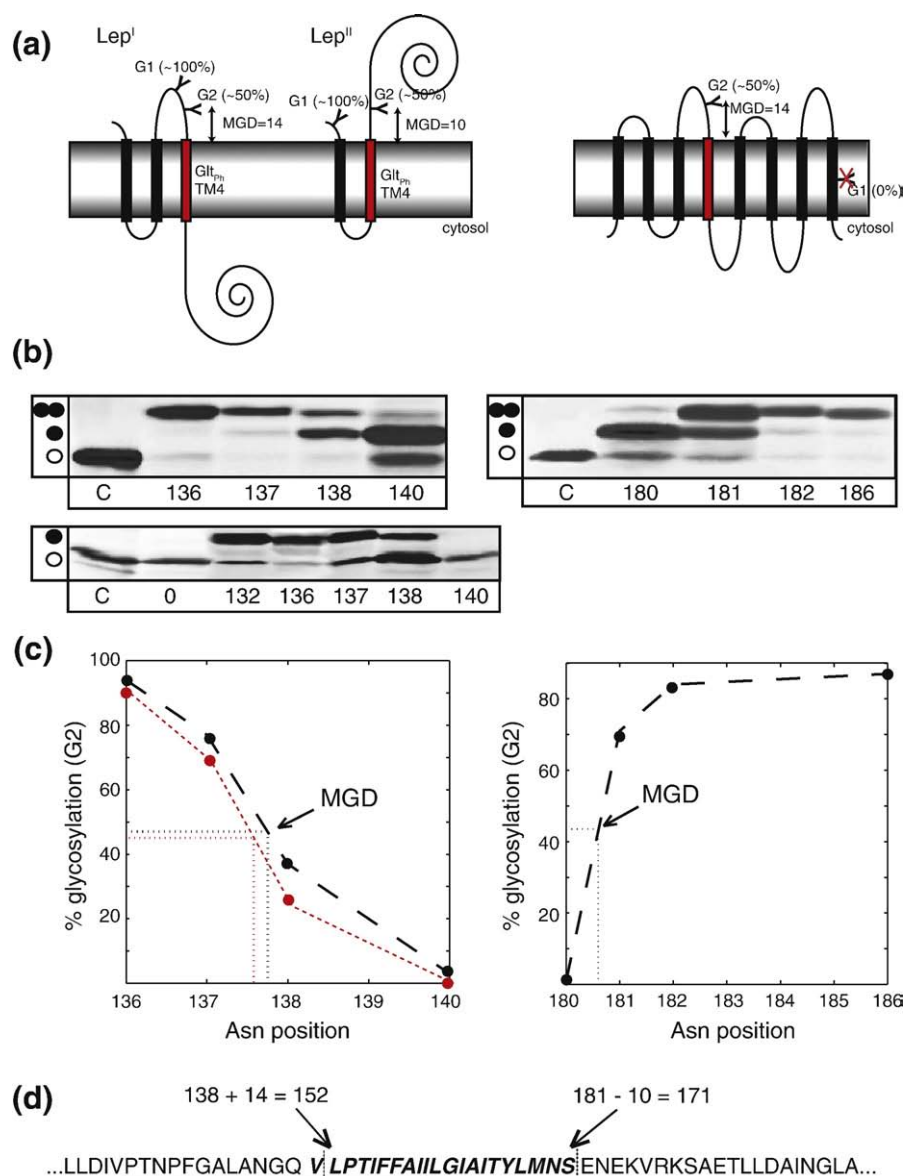 (a)
Lep^I
Lep^II
G1 (~100%)
G2 (~50%)
MGD=14
Glt_Ph
TM4
G1 (~100%)
G2 (~50%)
MGD=10
Glt_Ph
TM4
cytosol
G2 (~50%)
MGD=14
G1 (0%)
cytosol
(b)
C 136 137 138 140
C 180 181 182 186
C 0 132 136 137 138 140
(c)
100
80
60
40
20
% glycosylation (G2)
MGD
136 137 138 139 140
Asn position
100
80
60
40
20
% glycosylation (G2)
MGD
180 181 182 183 184 185 186
Asn position
(d)
138 + 14 = 152
181 - 10 = 171
...LLDIVPTNPFGALANGQ VLPTIFFAIILGIAITYLMNSENEKVRKSAETLLDAINGLA...